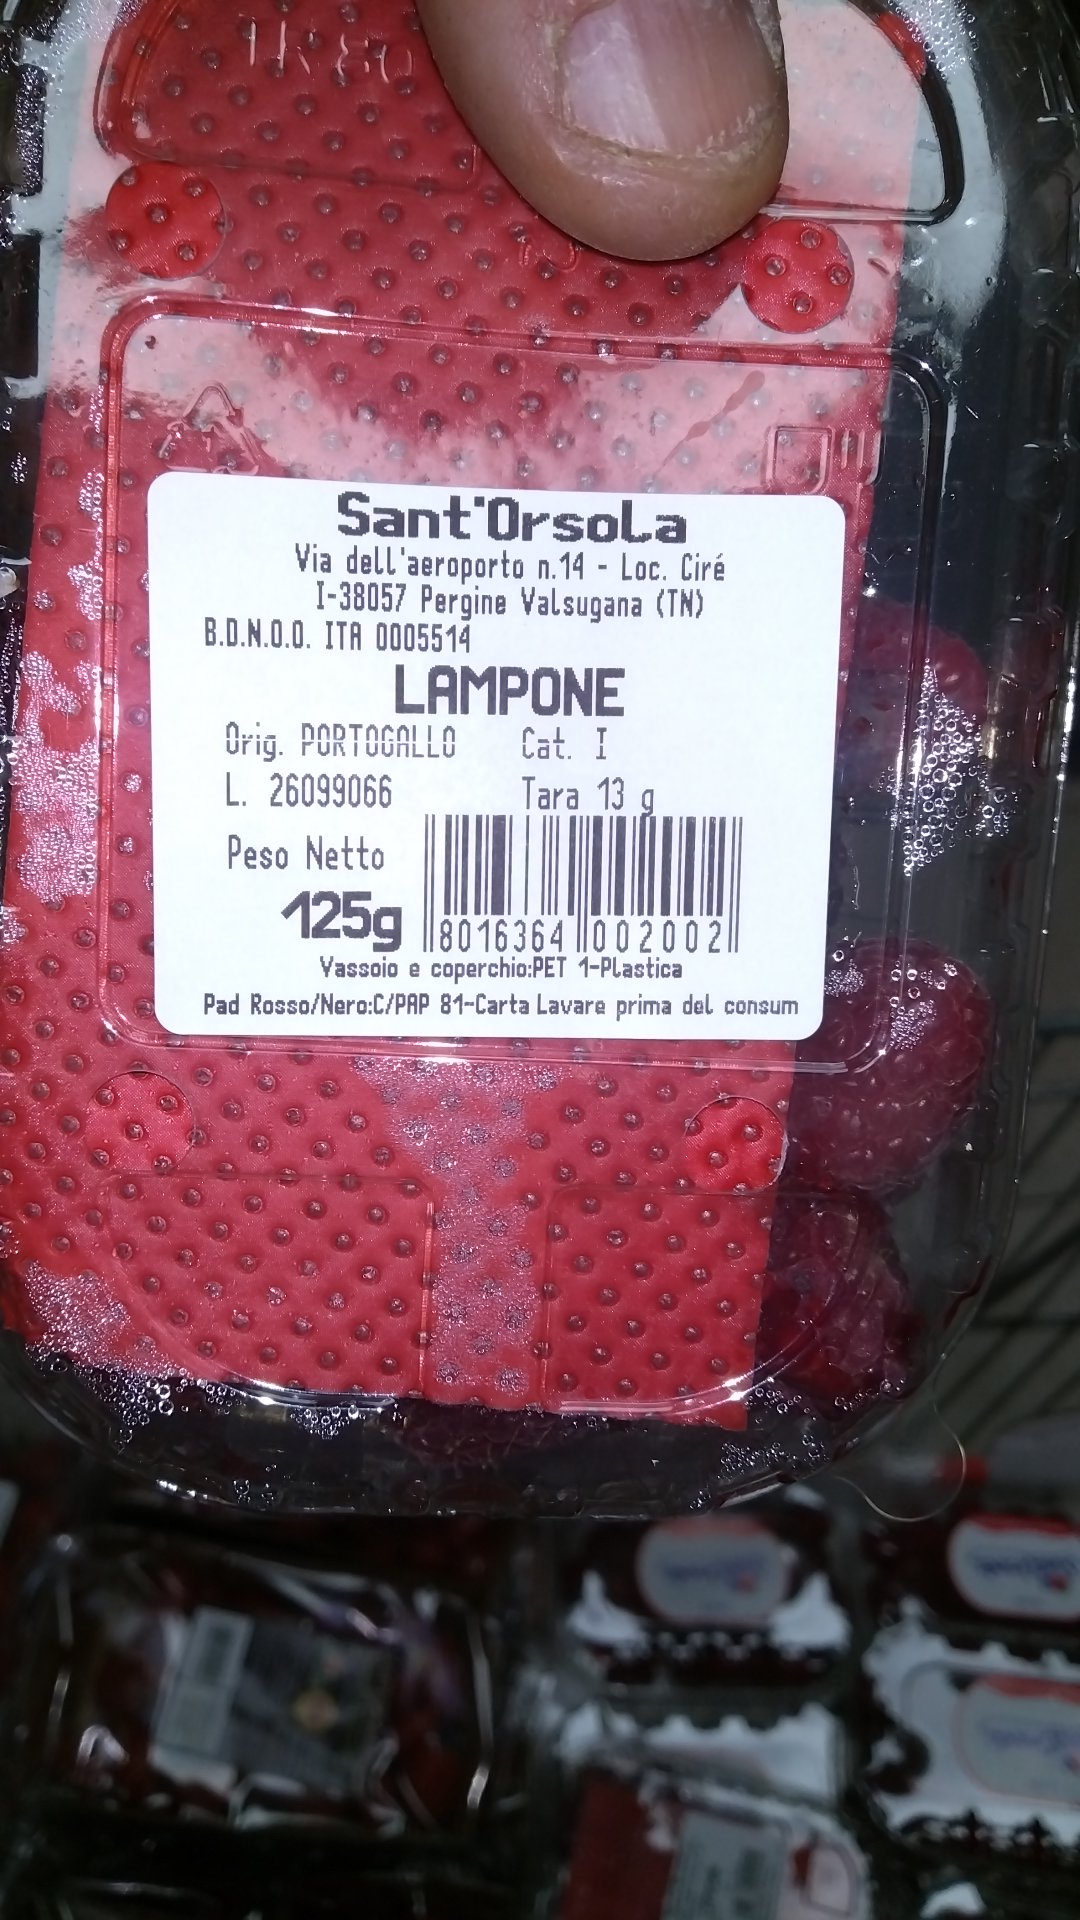 Sant'Orsola
Via dell'aeroporto n.14 - Loc. Ciré
I-38057 Pergine Valsugana (TN)
B.D.N.O.O. ITA 0005514
LAMPONE
Orig. PORTOGALLO Cat. I
L. 26099066 Tara 13 g
Peso Netto
125g
8016364 002002
Vassoio e coperchio:PET 1-Plastica
Pad Rosso/Nero:C/PAP 81-Carta Lavare prima del consum